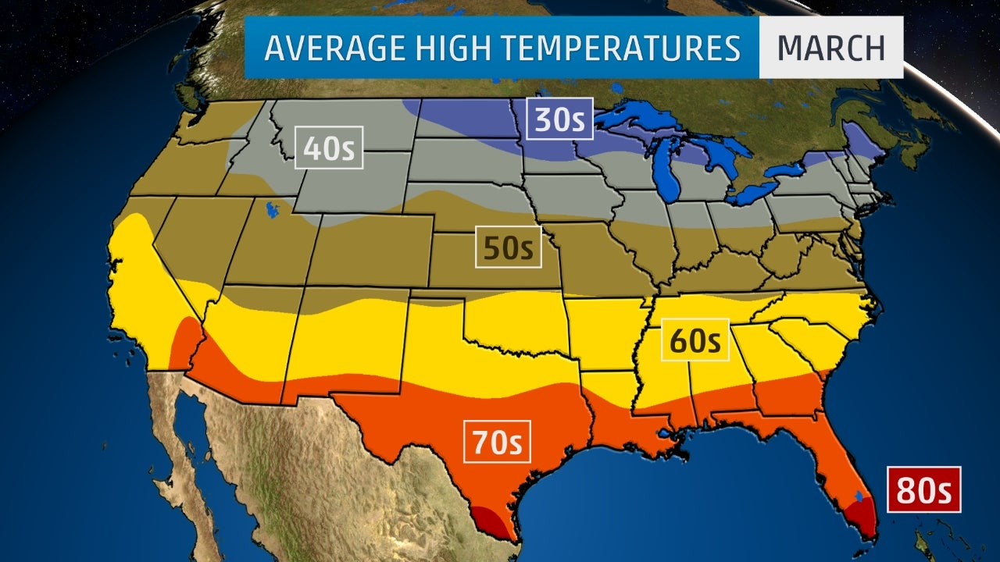 AVERAGE HIGH TEMPERATURES MARCH
30s
40s
50s
60s
70s
80s